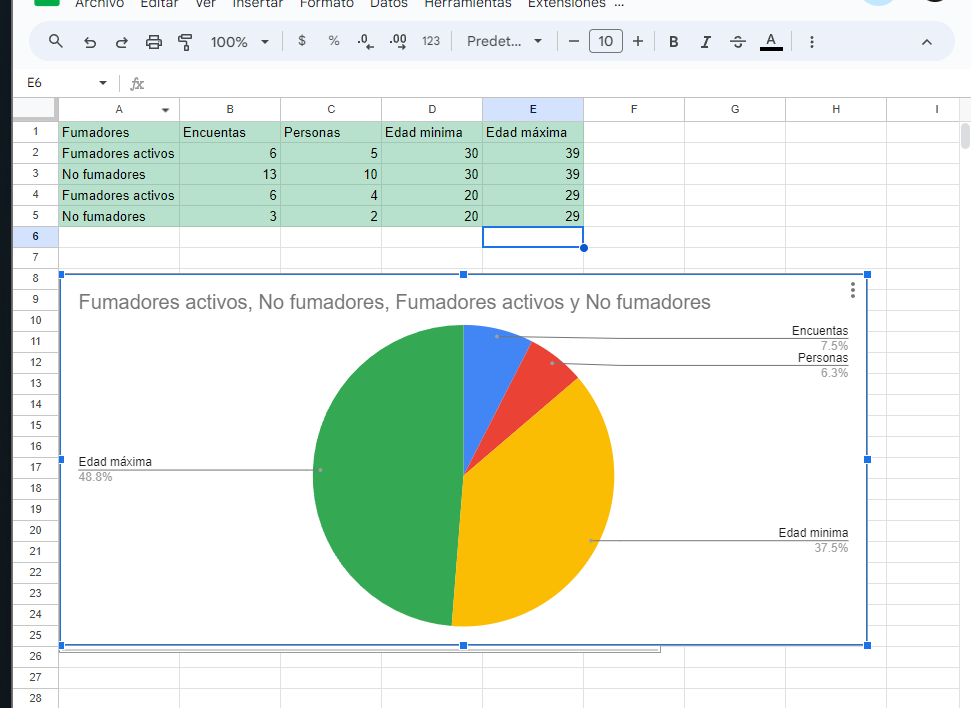 Archivo Editar Ver Insertar Formato Datos Herramientas Extensiones ...
100% $ % .0 .00 123 Predet... 10 B I S A
E6 fx
A B C D E F G H I
1 Fumadores Encuentas Personas Edad minima Edad máxima
2 Fumadores activos 6 5 30 39
3 No fumadores 13 10 30 39
4 Fumadores activos 6 4 20 29
5 No fumadores 3 2 20 29
6
7
8
9
10
11
12
13
14
15
16
17
18
19
20
21
22
23
24
25
26
27
28
Fumadores activos, No fumadores, Fumadores activos y No fumadores
Encuentas
7.5%
Personas
6.3%
Edad máxima
48.8%
Edad minima
37.5%